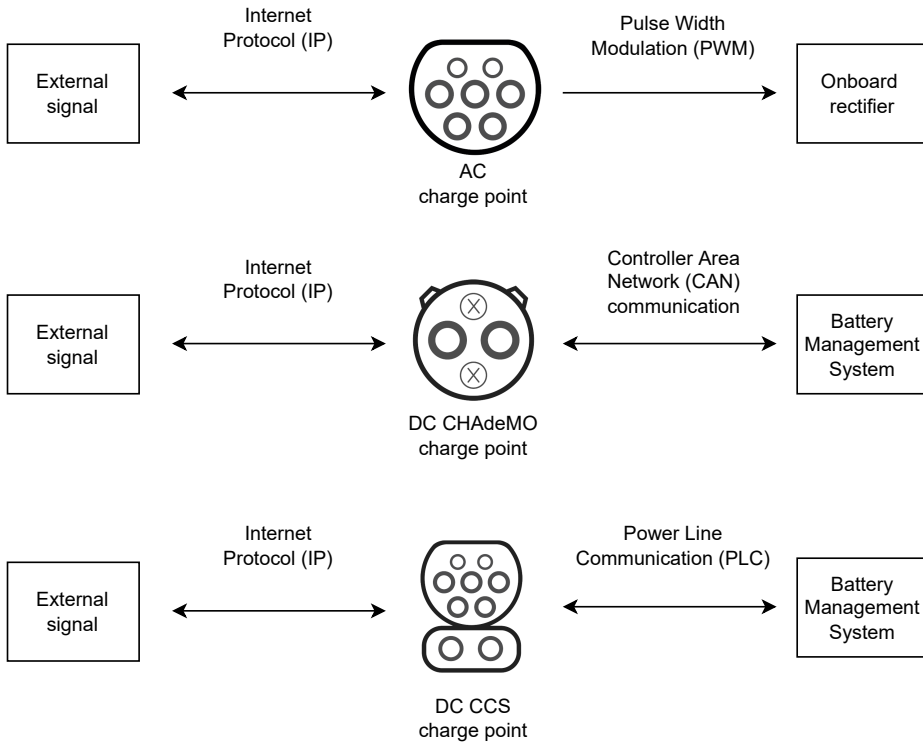 Internet
Protocol (IP)
Pulse Width
Modulation (PWM)
External
signal
Onboard
rectifier
AC
charge point
Internet
Protocol (IP)
Controller Area
Network (CAN)
communication
External
signal
Battery
Management
System
DC CHAdeMO
charge point
Internet
Protocol (IP)
Power Line
Communication (PLC)
External
signal
Battery
Management
System
DC CCS
charge point